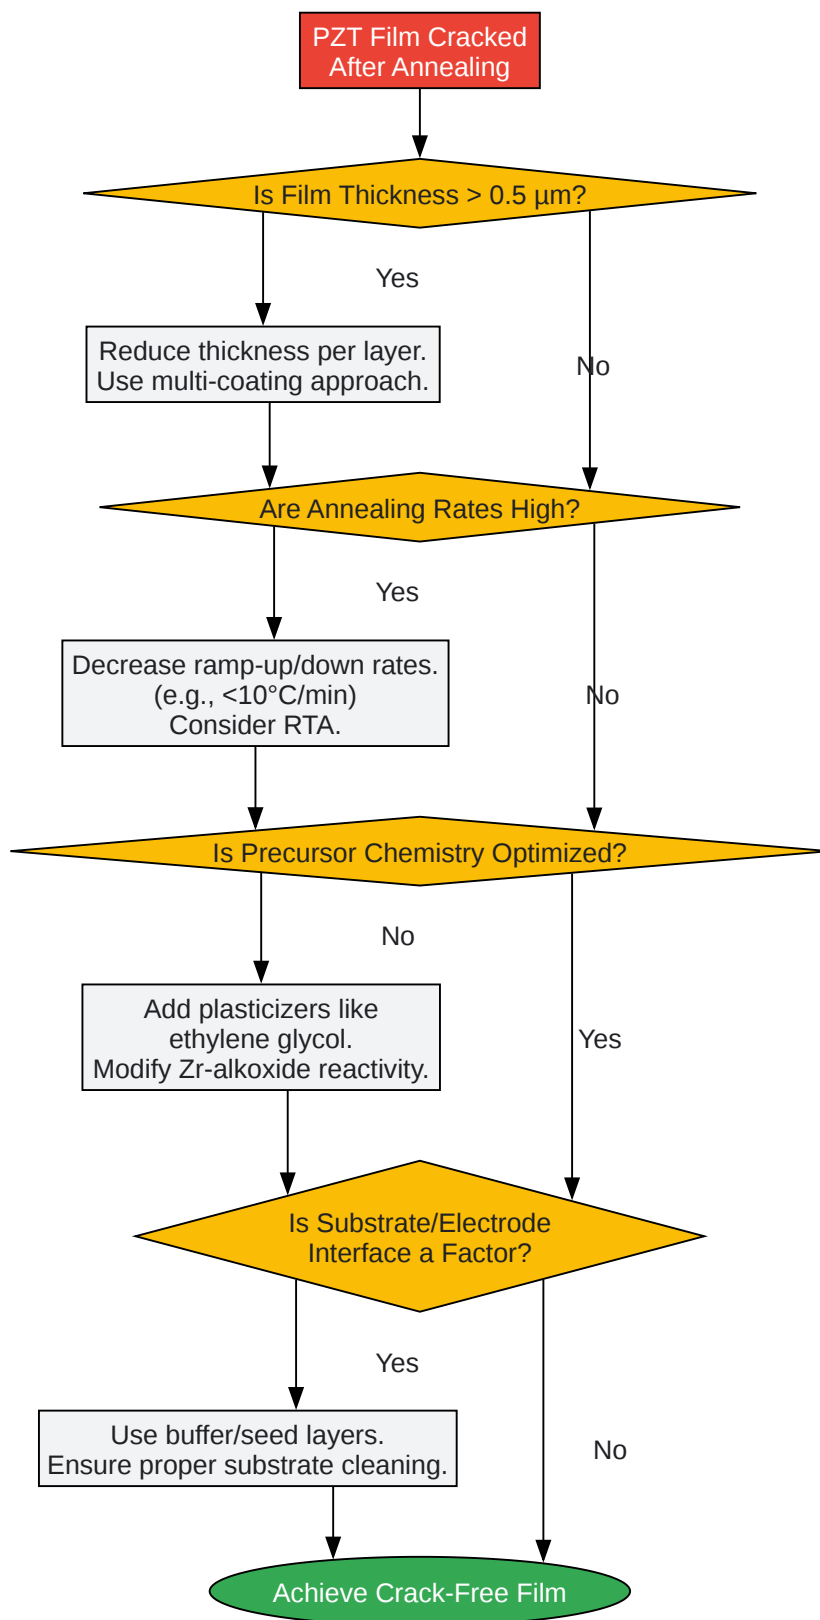 PZT Film Cracked
After Annealing
Is Film Thickness > 0.5 µm?
Yes
Reduce thickness per layer.
Use multi-coating approach.
No
Are Annealing Rates High?
Yes
Decrease ramp-up/down rates.
(e.g., <10°C/min)
Consider RTA.
No
Is Precursor Chemistry Optimized?
No
Add plasticizers like
ethylene glycol.
Modify Zr-alkoxide reactivity.
Yes
Is Substrate/Electrode
Interface a Factor?
Yes
Use buffer/seed layers.
Ensure proper substrate cleaning.
No
Achieve Crack-Free Film